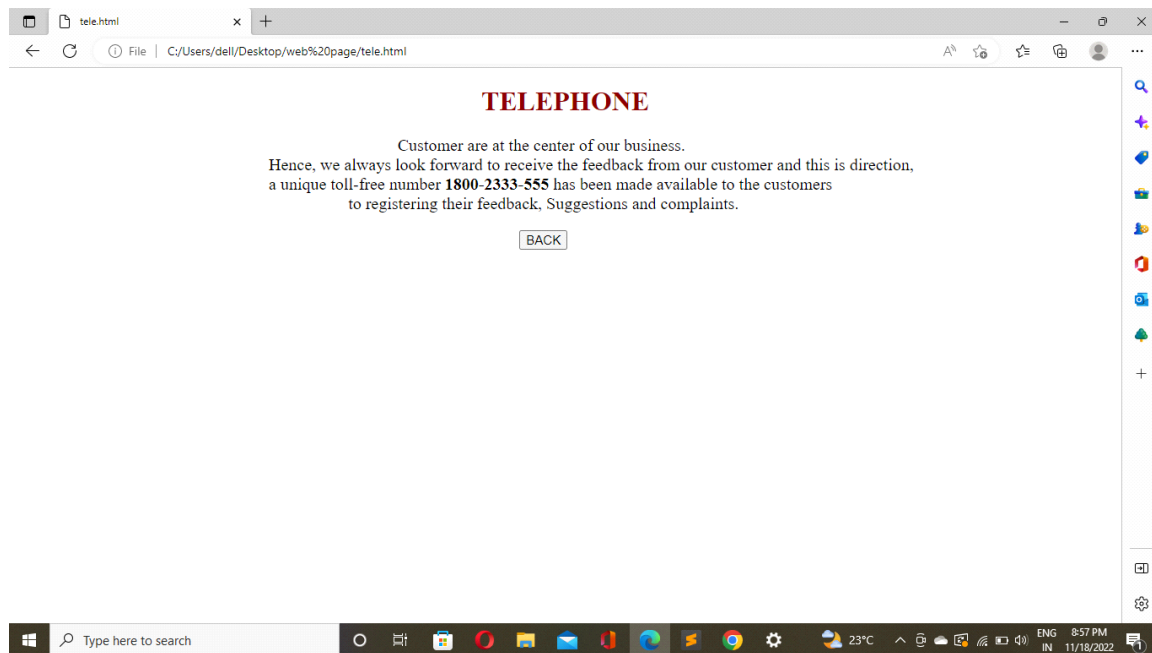 tele.html
File
C:/Users/dell/Desktop/web%20page/tele.html
TELEPHONE
Customer are at the center of our business.
Hence, we always look forward to receive the feedback from our customer and this is direction,
a unique toll-free number 1800-2333-555 has been made available to the customers
to registering their feedback, Suggestions and complaints.
BACK
Type here to search
23°C
ENG
IN
8:57 PM
11/18/2022